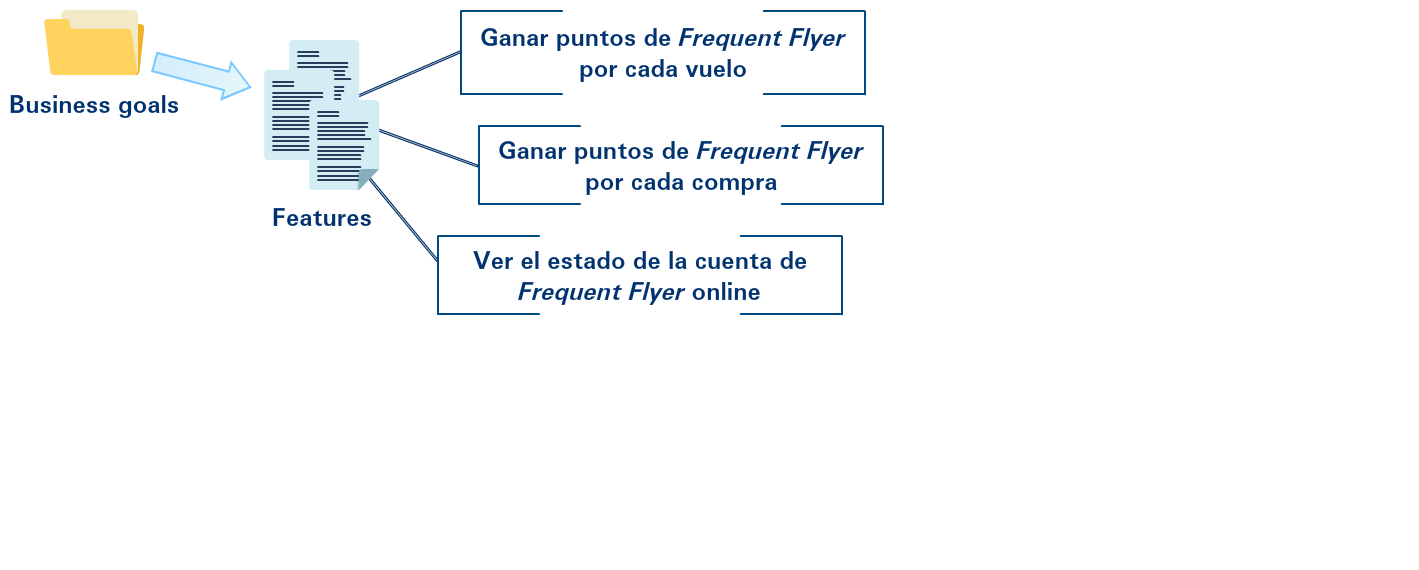 Business goals
Features
Ganar puntos de Frequent Flyer
por cada vuelo
Ganar puntos de Frequent Flyer
por cada compra
Ver el estado de la cuenta de
Frequent Flyer online